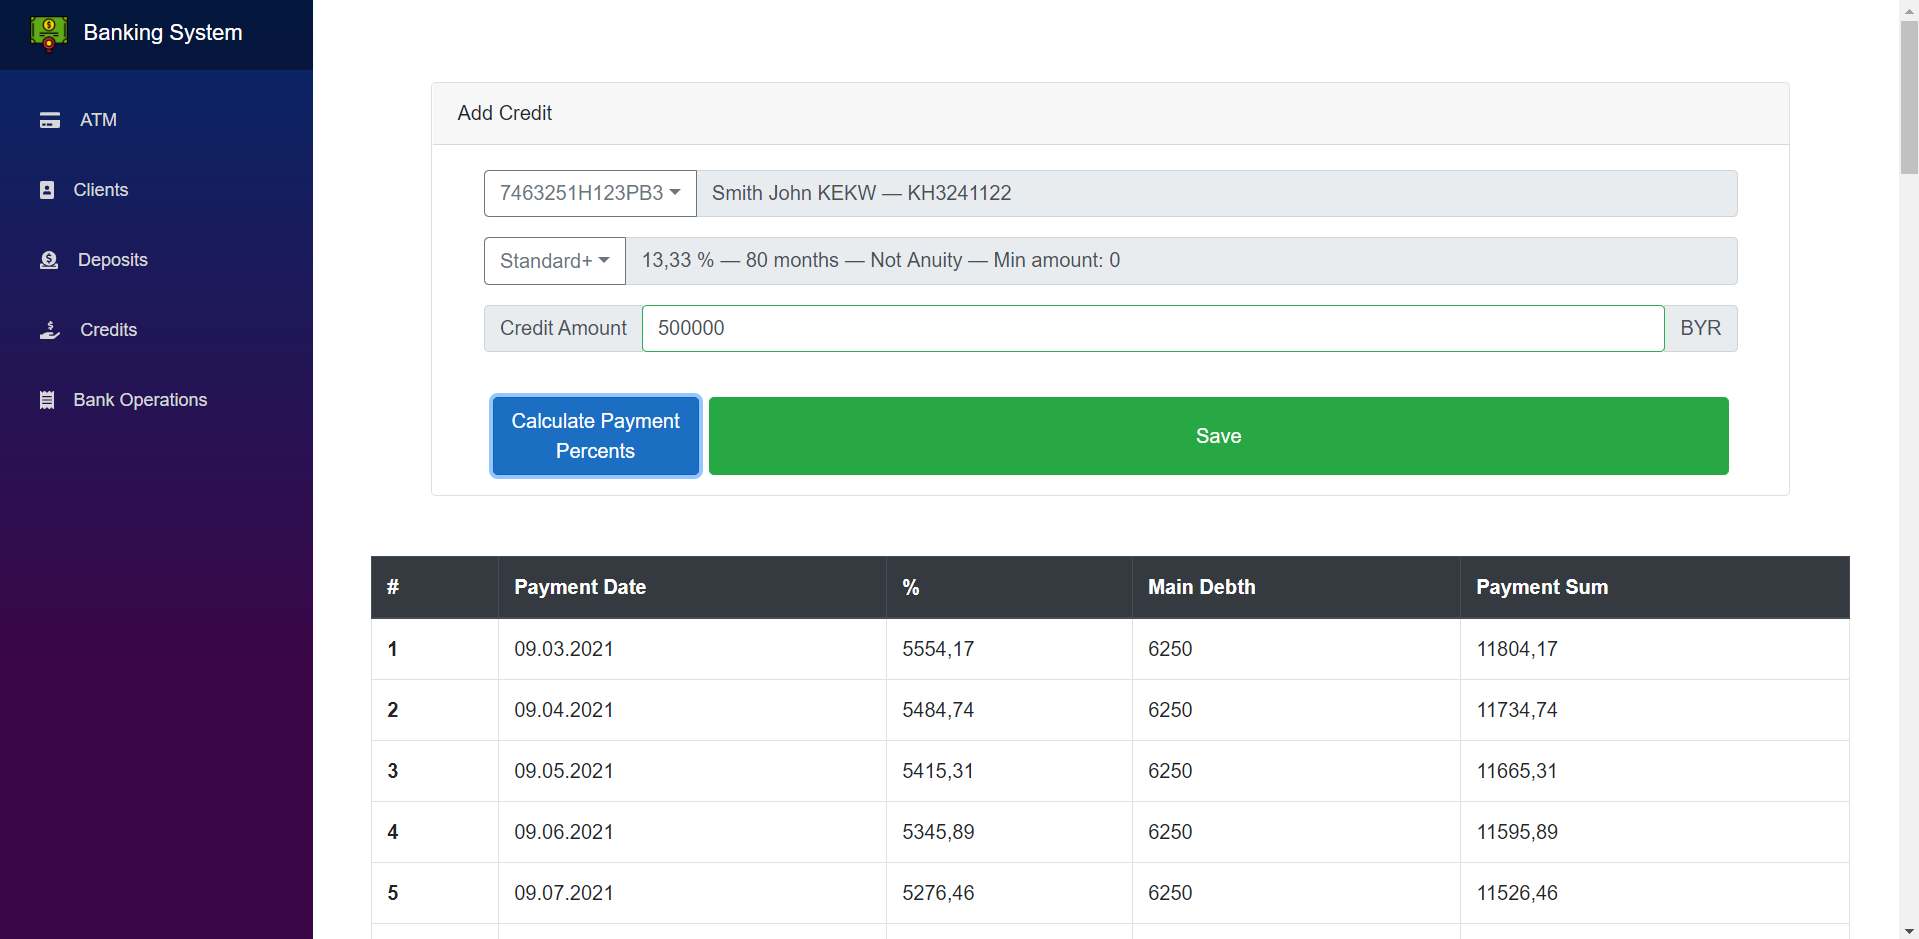 Banking System
ATM
Clients
Deposits
Credits
Bank Operations
Add Credit
7463251H123PB3 Smith John KEKW — KH3241122
Standard+ 13,33 % — 80 months — Not Anuity — Min amount: 0
Credit Amount 500000 BYR
Calculate Payment
Percents
Save
# Payment Date % Main Debth Payment Sum
1 09.03.2021 5554,17 6250 11804,17
2 09.04.2021 5484,74 6250 11734,74
3 09.05.2021 5415,31 6250 11665,31
4 09.06.2021 5345,89 6250 11595,89
5 09.07.2021 5276,46 6250 11526,46